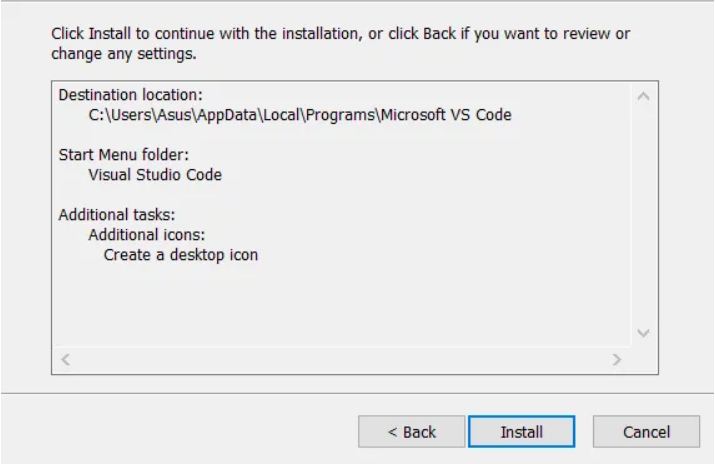 Click Install to continue with the installation, or click Back if you want to review or
change any settings.
Destination location:
C:\Users\Asus\AppData\Local\Programs\Microsoft VS Code
Start Menu folder:
Visual Studio Code
Additional tasks:
Additional icons:
Create a desktop icon
< Back
Install
Cancel